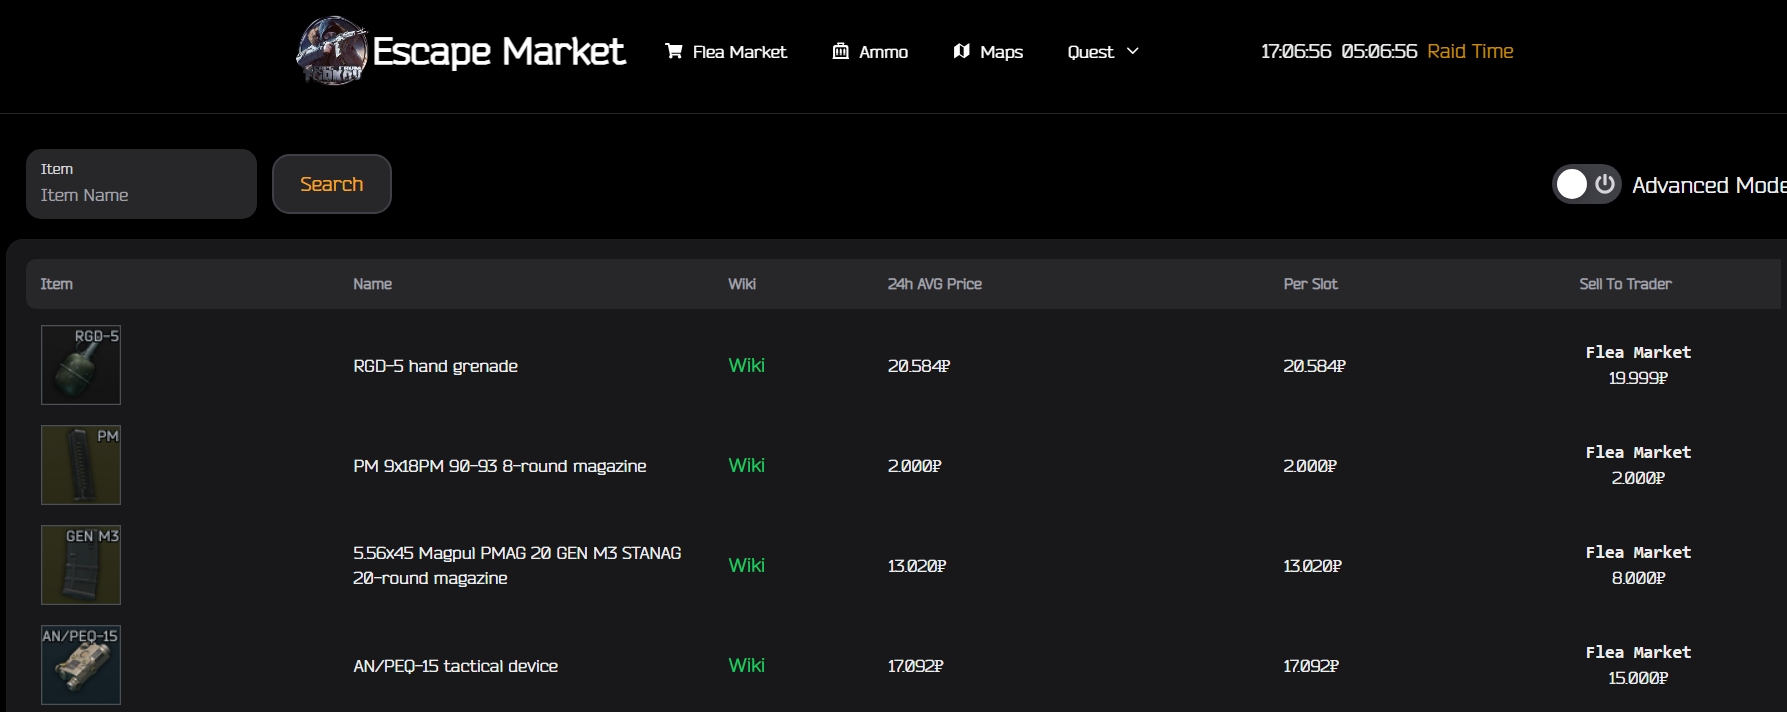 Escape Market
Flea Market
Ammo
Maps
Quest
17:06:56 05:06:56 Raid Time
Item
Item Name
Search
Advanced Mode
Item Name Wiki 24h AVG Price Per Slot Sell To Trader
RGD-5
RGD-5 hand grenade
Wiki
20.584₽
20.584₽
Flea Market
19.999₽
PM
PM 9x18PM 90-93 8-round magazine
Wiki
2.000₽
2.000₽
Flea Market
2.000₽
GEN M3
5.56x45 Magpul PMAG 20 GEN M3 STANAG
20-round magazine
Wiki
13.020₽
13.020₽
Flea Market
8.000₽
AN/PEQ-15
AN/PEQ-15 tactical device
Wiki
17.092₽
17.092₽
Flea Market
15.000₽